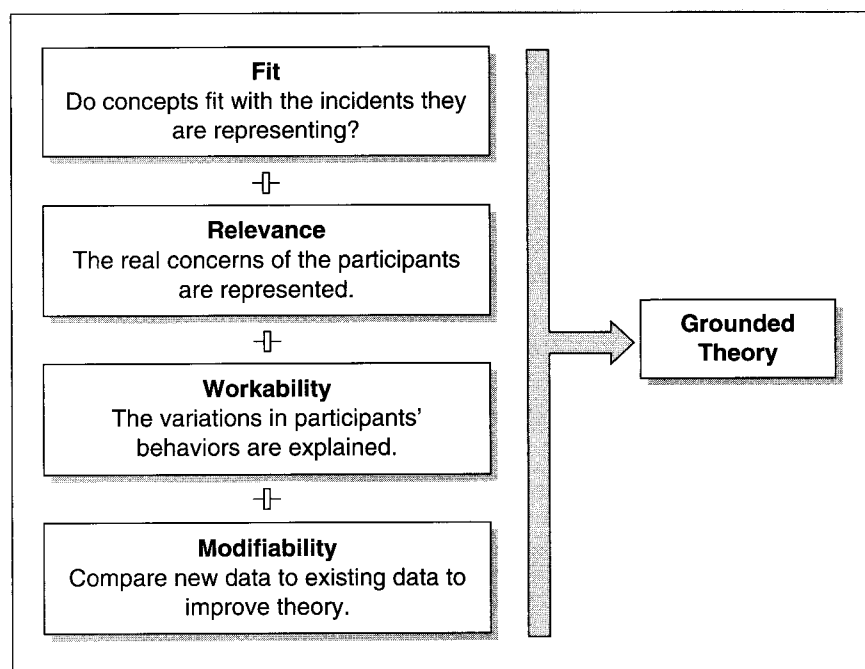 Fit
Do concepts fit with the incidents they
are representing?
Relevance
The real concerns of the participants
are represented.
Workability
The variations in participants'
behaviors are explained.
Modifiability
Compare new data to existing data to
improve theory.
Grounded
Theory